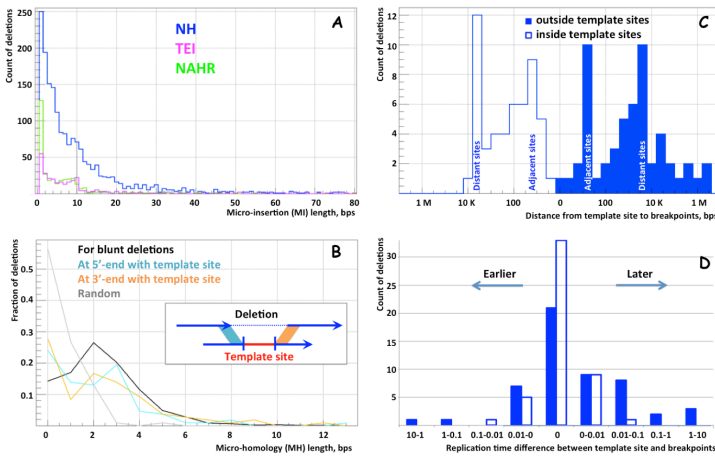 A
Count of deletions
250
200
150
100
50
0
NH
TEI
NAHR
0 10 20 30 40 50 60 70 80
Micro-insertion (MI) length, bps
C
Count of deletions
12
10
8
6
4
2
outside template sites
inside template sites
Distant sites
Adjacent sites
Adjacent sites
Distant sites
1 M 10 K 100 0 100 10 K 1 M
Distance from template site to breakpoints, bps
B
Fraction of deletions
0.5
0.4
0.3
0.2
0.1
For blunt deletions
At 5’-end with template site
At 3’-end with template site
Random
Deletion
Template site
0 2 4 6 8 10 12
Micro-homology (MH) length, bps
D
Count of deletions
30
25
20
15
10
5
0
Earlier
Later
10-1 1-0.1 0.1-0.01 0.01-0 0 0-0.01 0.01-0.1 0.1-1 1-10
Replication time difference between template site and breakpoints